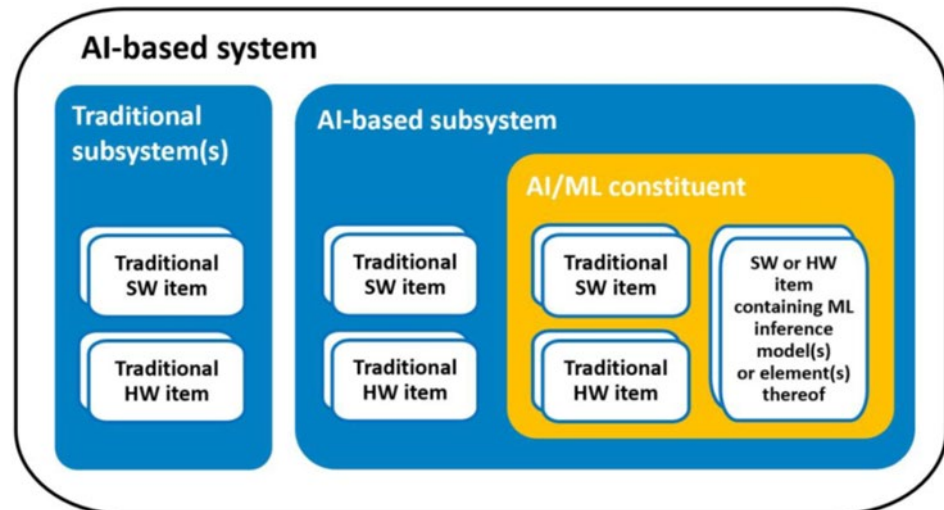 AI-based system
Traditional
subsystem(s)
Traditional
SW item
Traditional
HW item
AI-based subsystem
Traditional
SW item
Traditional
HW item
AI/ML constituent
Traditional
SW item
Traditional
HW item
SW or HW
item
containing ML
inference
model(s)
or element(s)
thereof